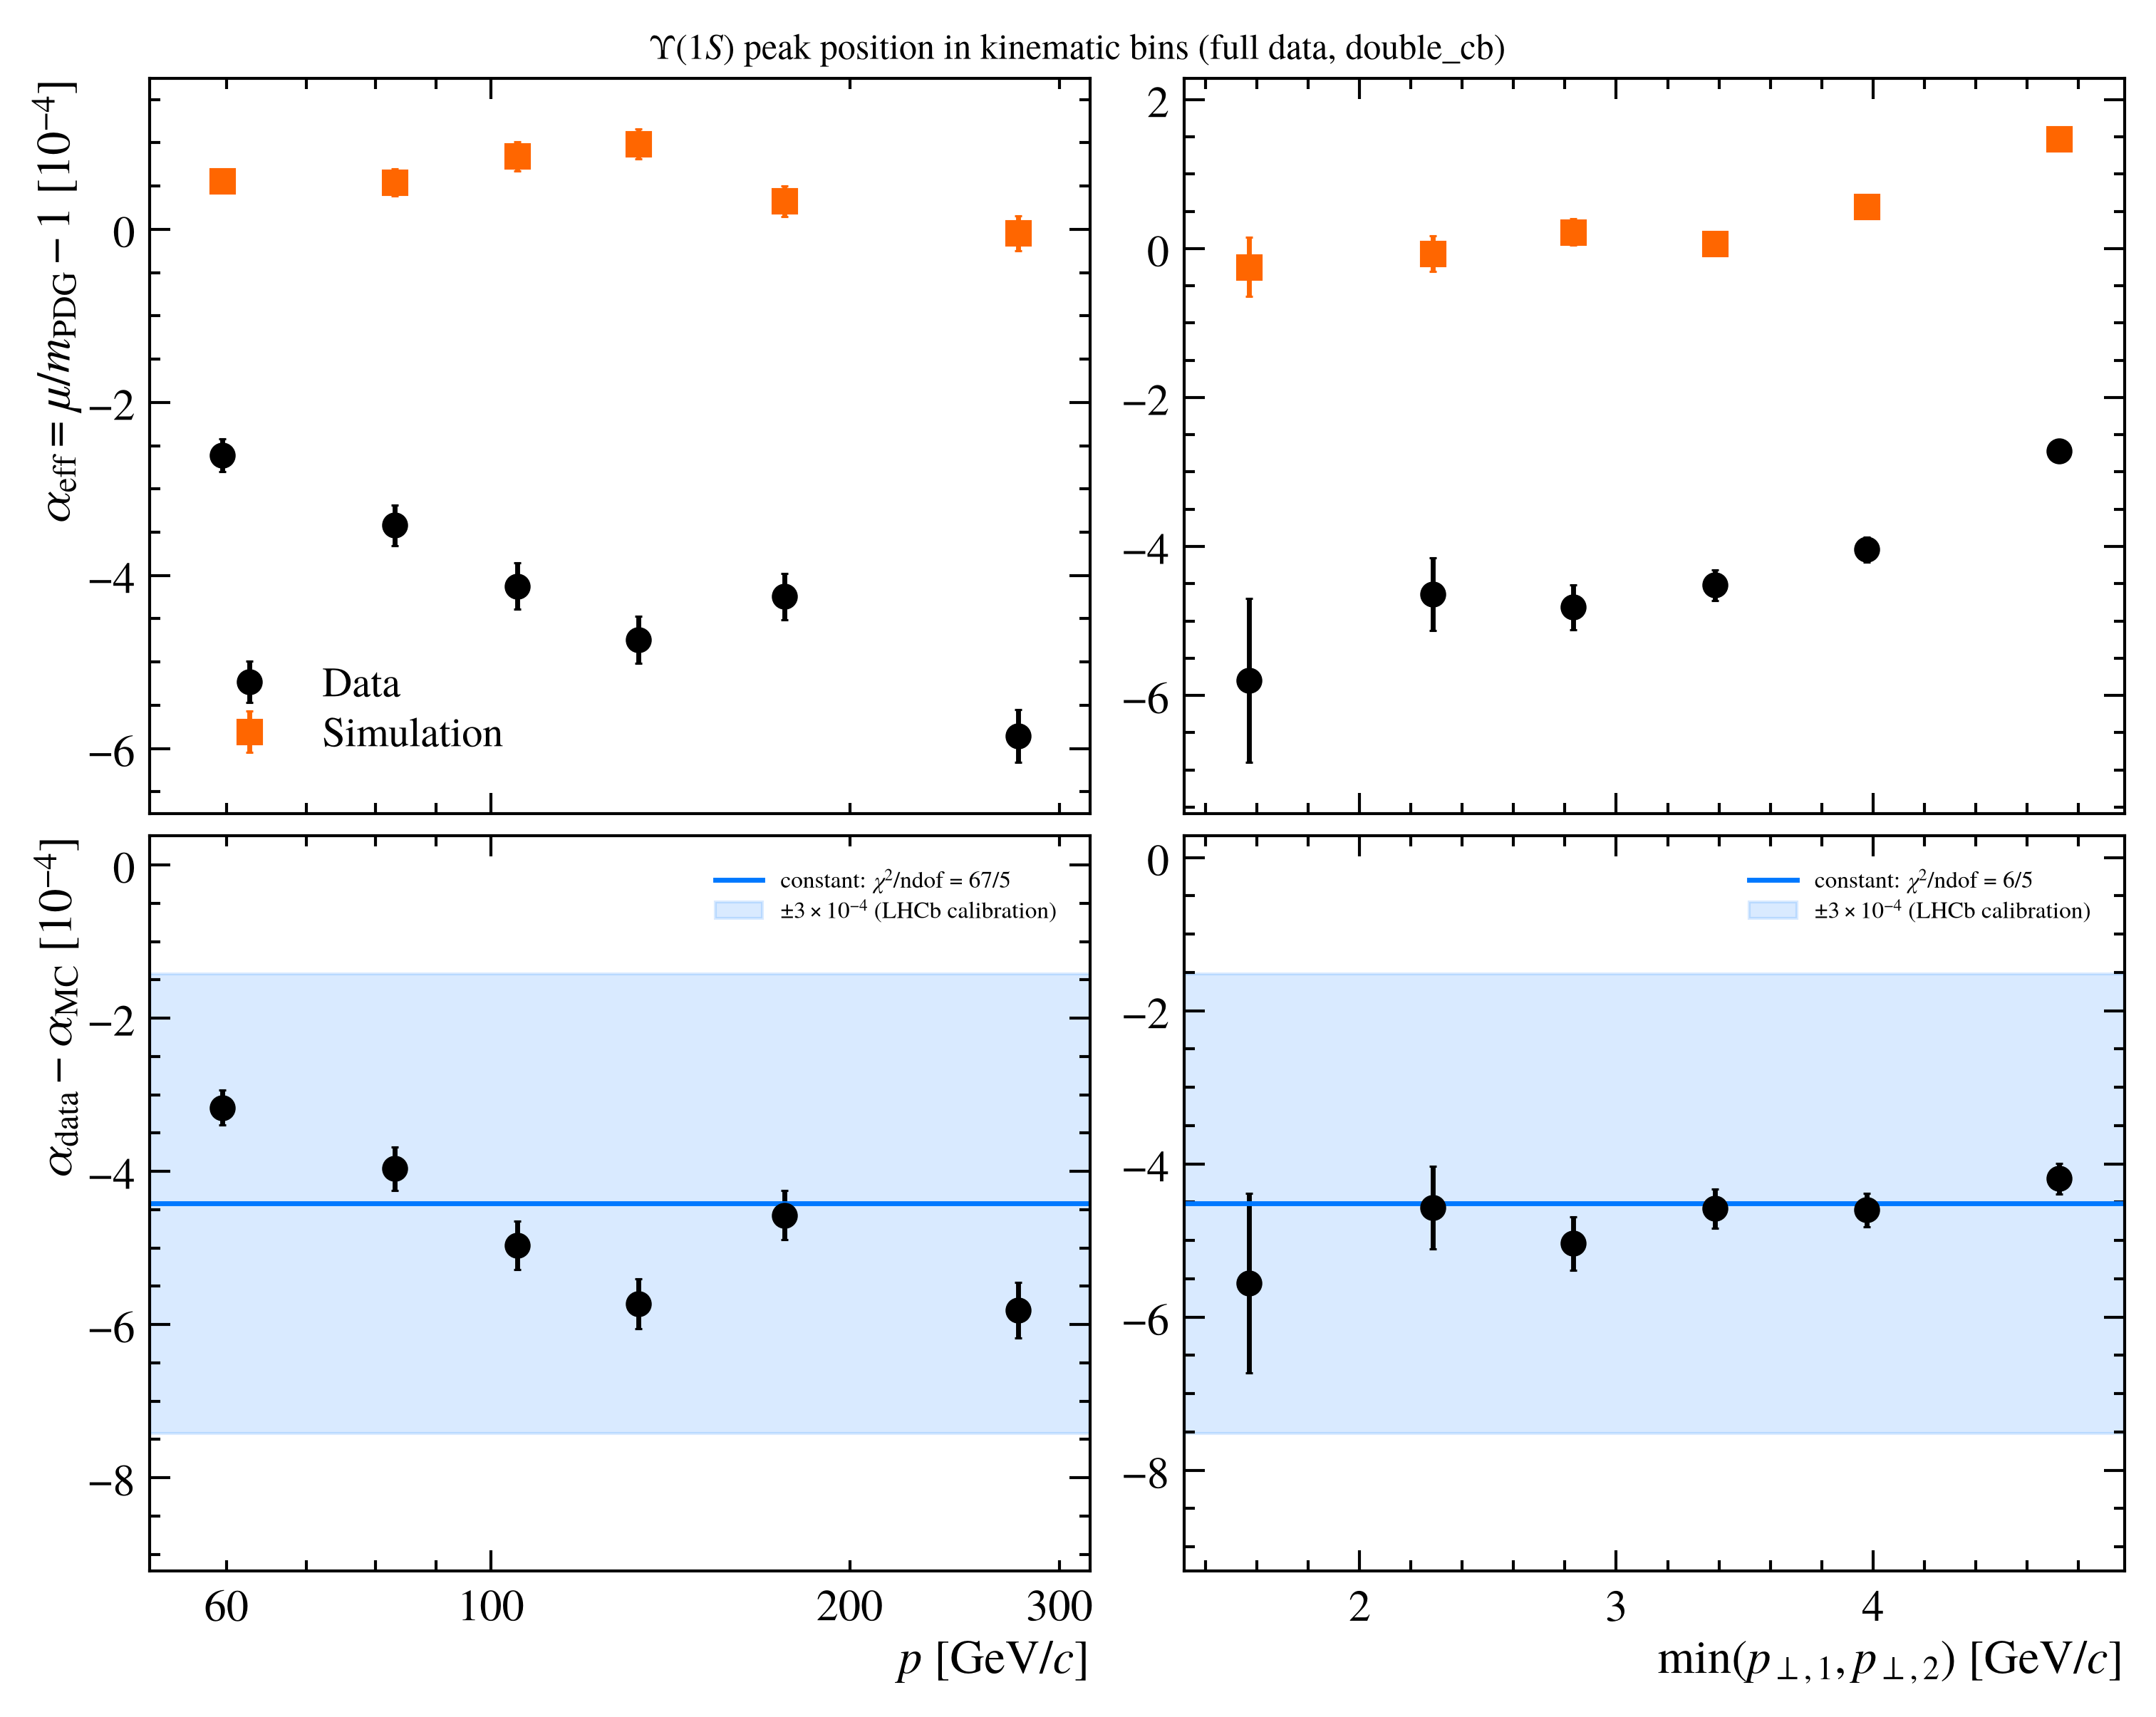 ϒ(1S) peak position in kinematic bins (full data, double_cb)
α_eff = μ/m_PDG − 1 [10⁻⁴]
0
−2
−4
−6
Data
Simulation
2
0
−2
−4
−6
α_data − α_MC [10⁻⁴]
0
−2
−4
−6
−8
constant: χ²/ndof = 67/5
±3 × 10⁻⁴ (LHCb calibration)
60 100 200 300
p [GeV/c]
0
−2
−4
−6
−8
constant: χ²/ndof = 6/5
±3 × 10⁻⁴ (LHCb calibration)
2 3 4
min(p_⊥,1, p_⊥,2) [GeV/c]